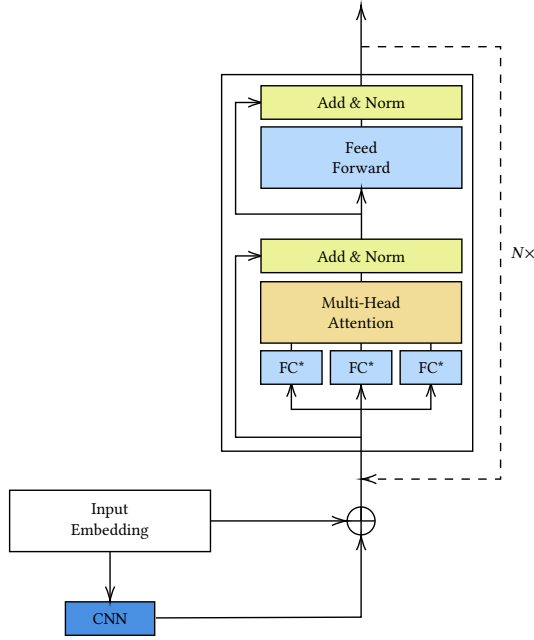 Add & Norm
Feed
Forward
Add & Norm
Multi-Head
Attention
FC* FC* FC*
N×
Input
Embedding
CNN